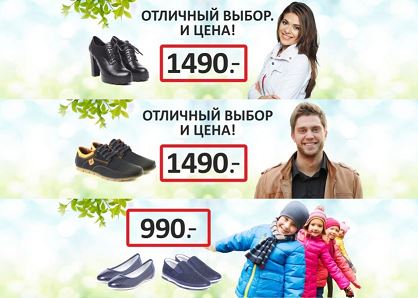 ОТЛИЧНЫЙ ВЫБОР.
И ЦЕНА!
1490.-
ОТЛИЧНЫЙ ВЫБОР
И ЦЕНА!
1490.-
990.-